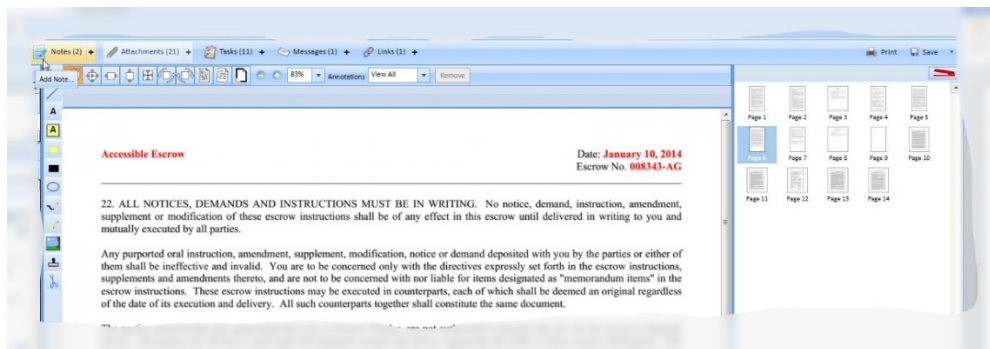 Notes (2) + Attachments (21) + Tasks (11) + Messages (1) + Links (1) +
Print Save
Add Note...
83% Annotations View All Remove
A
A
Accessible Escrow
Date: January 10, 2014
Escrow No. 008343-AG
22. ALL NOTICES, DEMANDS AND INSTRUCTIONS MUST BE IN WRITING. No notice, demand, instruction, amendment,
supplement or modification of these escrow instructions shall be of any effect in this escrow until delivered in writing to you and
mutually executed by all parties.
Any purported oral instruction, amendment, supplement, modification, notice or demand deposited with you by the parties or either of
them shall be ineffective and invalid. You are to be concerned only with the directives expressly set forth in the escrow instructions,
supplements and amendments thereto, and are not to be concerned with nor liable for items designated as "memorandum items" in the
escrow instructions. These escrow instructions may be executed in counterparts, each of which shall be deemed an original regardless
of the date of its execution and delivery. All such counterparts together shall constitute the same document.
Page 1 Page 2 Page 3 Page 4 Page 5
Page 6 Page 7 Page 8 Page 9 Page 10
Page 11 Page 12 Page 13 Page 14